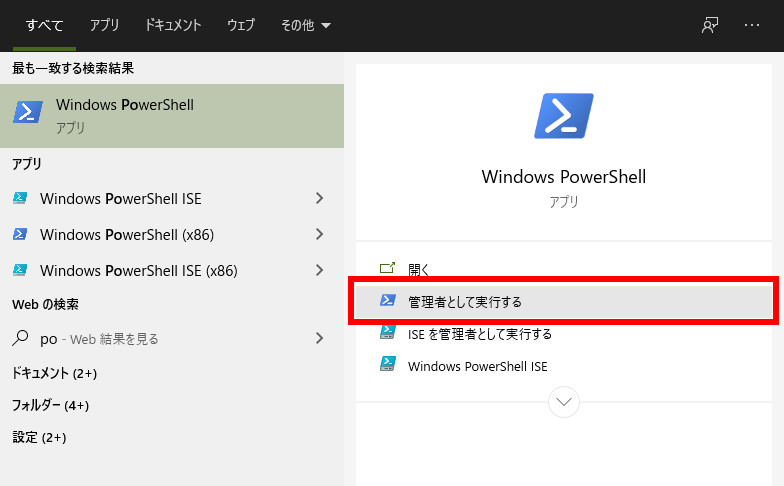 すべて アプリ ドキュメント ウェブ その他
最も一致する検索結果
Windows PowerShell
アプリ
アプリ
Windows PowerShell ISE
Windows PowerShell (x86)
Windows PowerShell ISE (x86)
Web の検索
po - Web 結果を見る
ドキュメント (2+)
フォルダー (4+)
設定 (2+)
Windows PowerShell
アプリ
開く
管理者として実行する
ISE を管理者として実行する
Windows PowerShell ISE